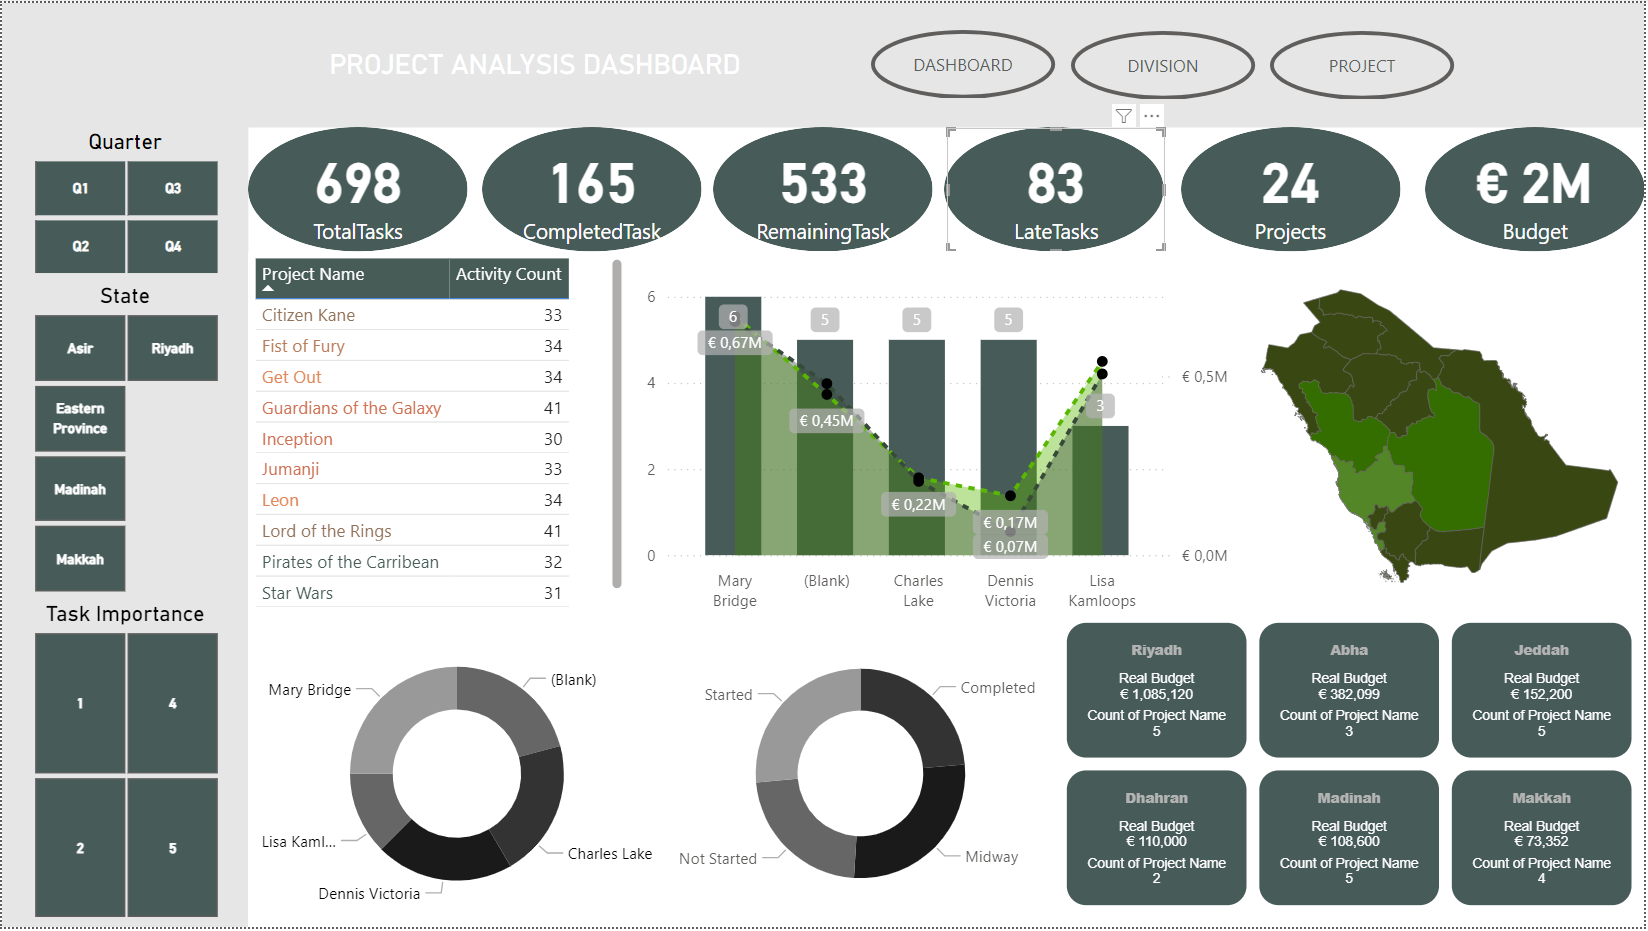 PROJECT ANALYSIS DASHBOARD
DASHBOARD
DIVISION
PROJECT
Quarter
Q1
Q3
Q2
Q4
State
Asir
Riyadh
Eastern
Province
Madinah
Makkah
Task Importance
1
4
2
5
698
TotalTasks
165
CompletedTask
533
RemainingTask
83
LateTasks
24
Projects
€ 2M
Budget
Project Name
Activity Count
Citizen Kane 33
Fist of Fury 34
Get Out 34
Guardians of the Galaxy 41
Inception 30
Jumanji 33
Leon 34
Lord of the Rings 41
Pirates of the Carribean 32
Star Wars 31
6
4
2
0
6
5
5
5
3
€ 0,67M
€ 0,45M
€ 0,22M
€ 0,17M
€ 0,07M
€ 0,5M
€ 0,0M
Mary
Bridge
(Blank)
Charles
Lake
Dennis
Victoria
Lisa
Kamloops
Mary Bridge
(Blank)
Lisa Kaml...
Charles Lake
Dennis Victoria
Started
Completed
Not Started
Midway
Riyadh
Real Budget
€ 1,085,120
Count of Project Name
5
Abha
Real Budget
€ 382,099
Count of Project Name
3
Jeddah
Real Budget
€ 152,200
Count of Project Name
5
Dhahran
Real Budget
€ 110,000
Count of Project Name
2
Madinah
Real Budget
€ 108,600
Count of Project Name
5
Makkah
Real Budget
€ 73,352
Count of Project Name
4